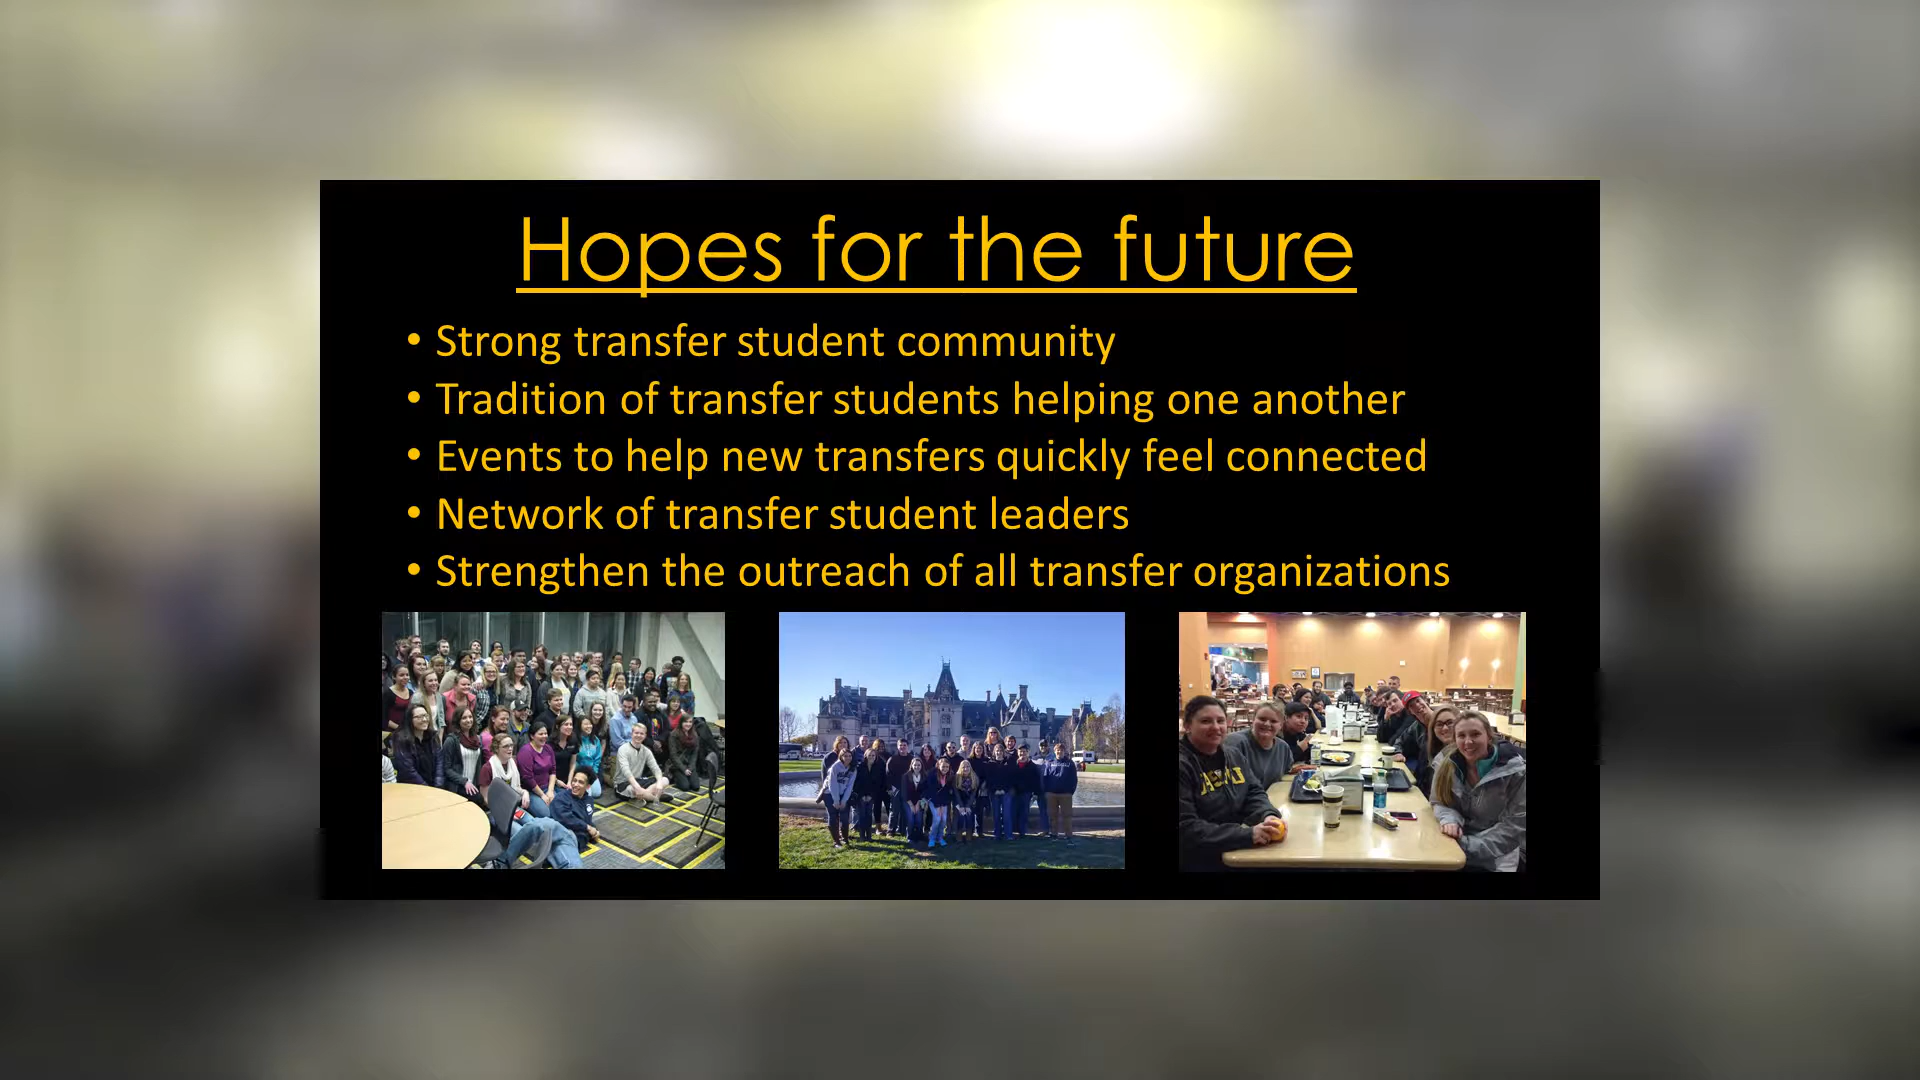 Hopes for the future
• Strong transfer student community
• Tradition of transfer students helping one another
• Events to help new transfers quickly feel connected
• Network of transfer student leaders
• Strengthen the outreach of all transfer organizations